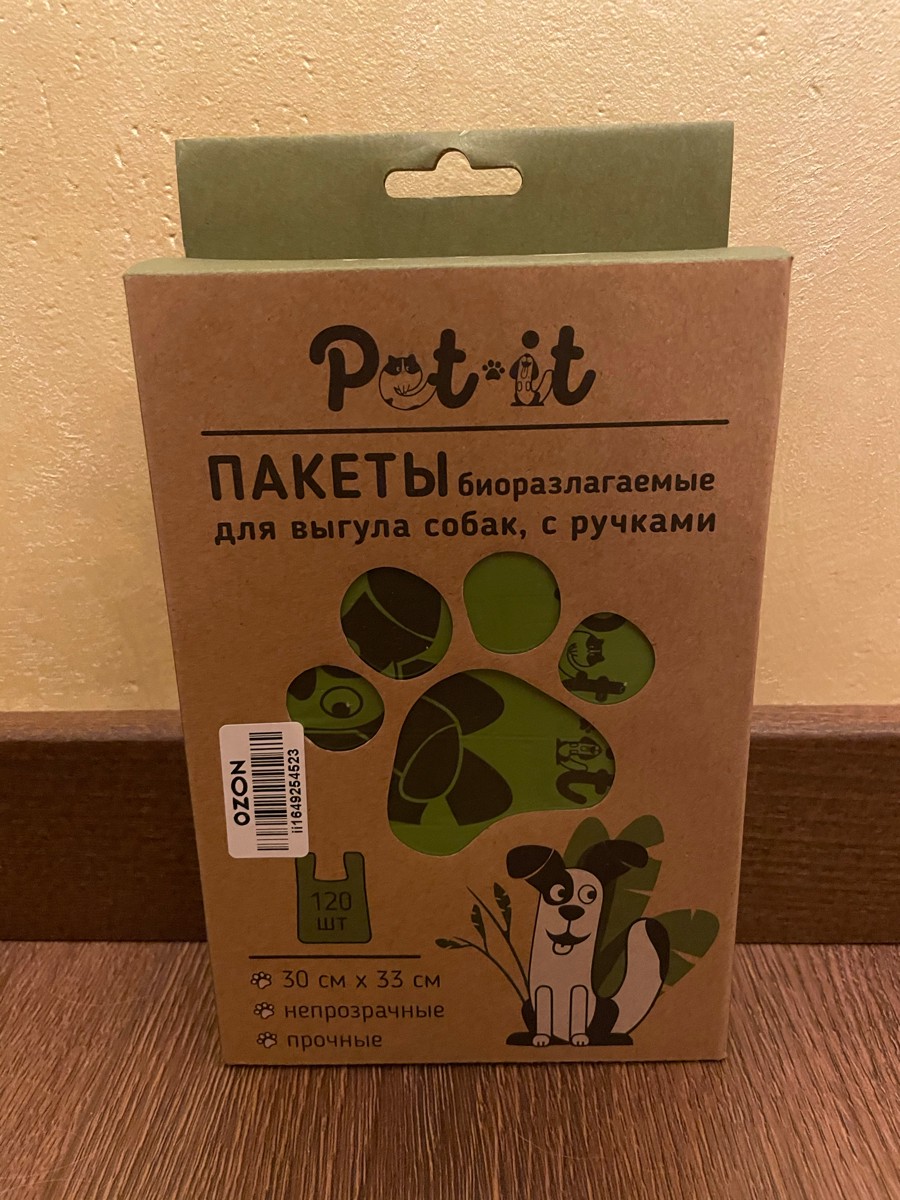 Pet-it
ПАКЕТЫ биоразлагаемые
для выгула собак, с ручками
OZON
ii1649254523
120
шт
30 см х 33 см
непрозрачные
прочные